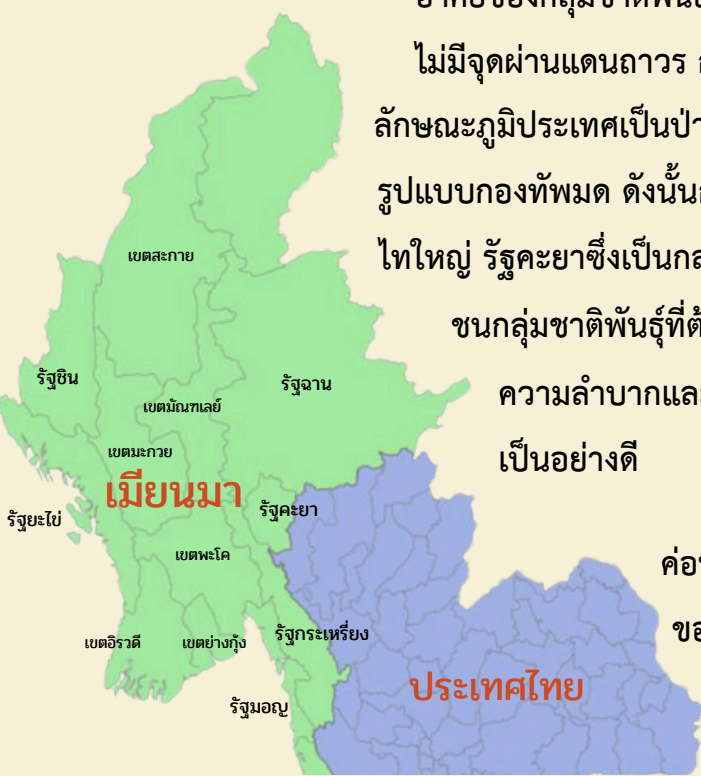 ไม่มีจุดผ่านแดนถาวร
ลักษณะภูมิประเทศเป็นป่า
รูปแบบกองทัพมด ดังนั้น
ไทใหญ่ รัฐคะยาซึ่งเป็น
ชนกลุ่มชาติพันธุ์ที่
ความลำบากและ
เป็นอย่างดี
เขตสะกาย
รัฐชิน
รัฐฉาน
เขตมัณฑเลย์
เขตมะกวย
เมียนมา
รัฐคะยา
รัฐยะไข่
เขตพะโค
เขตอิรวดี
เขตย่างกุ้ง
รัฐกระเหรี่ยง
รัฐมอญ
ประเทศไทย